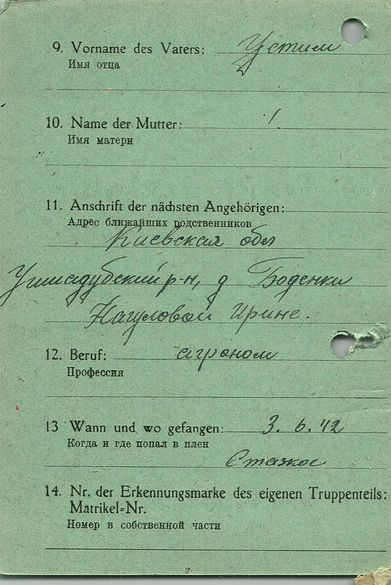 9. Vorname des Vaters: Устим
Имя отца
10. Name der Mutter: /
Имя матери
11. Anschrift der nächsten Angehörigen:
Адрес ближайших родственников
Киевская обл
р-н, д Боденки
Нагуловой Ирине.
12. Beruf: агроном
Профессия
13 Wann und wo gefangen: 3. 6. 42
Когда и где попал в плен
14. Nr. der Erkennungsmarke des eigenen Truppenteils:
Matrikel=Nr.
Номер в собственной части